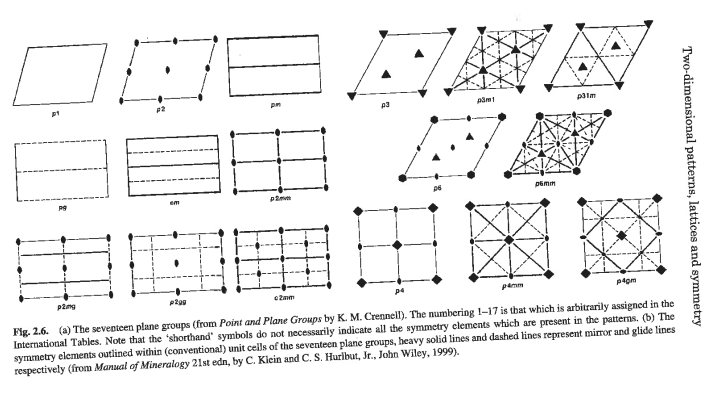 p1
p2
pm
p3
p3m1
p31m
pg
cm
p2mm
p6
p6mm
p2mg
p2gg
c2mm
p4
p4mm
p4gm
Fig. 2.6. (a) The seventeen plane groups (from Point and Plane Groups by K. M. Crennell). The numbering 1–17 is that which is arbitrarily assigned in the
International Tables. Note that the 'shorthand' symbols do not necessarily indicate all the symmetry elements which are present in the patterns. (b) The
symmetry elements outlined within (conventional) unit cells of the seventeen plane groups, heavy solid lines and dashed lines represent mirror and glide lines
respectively (from Manual of Mineralogy 21st edn, by C. Klein and C. S. Hurlbut, Jr., John Wiley, 1999).
Two-dimensional patterns, lattices and symmetry